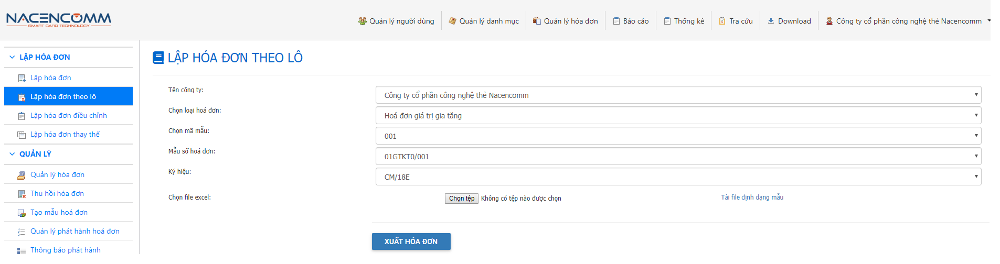 NACENCOMM
SMART CARD TECHNOLOGY
Quản lý người dùng
Quản lý danh mục
Quản lý hóa đơn
Báo cáo
Thống kê
Tra cứu
Download
Công ty cổ phần công nghệ thẻ Nacencomm
LẬP HÓA ĐƠN
Lập hóa đơn
Lập hóa đơn theo lô
Lập hóa đơn điều chỉnh
Lập hóa đơn thay thế
QUẢN LÝ
Quản lý hóa đơn
Thu hồi hóa đơn
Tạo mẫu hoá đơn
Quản lý phát hành hoá đơn
Thông báo phát hành
LẬP HÓA ĐƠN THEO LÔ
Tên công ty:
Công ty cổ phần công nghệ thẻ Nacencomm
Chọn loại hoá đơn:
Hoá đơn giá trị gia tăng
Chọn mã mẫu:
001
Mẫu số hoá đơn:
01GTKT0/001
Ký hiệu:
CM/18E
Chọn file excel:
Chọn tệp Không có tệp nào được chọn
Tải file định dạng mẫu
XUẤT HÓA ĐƠN